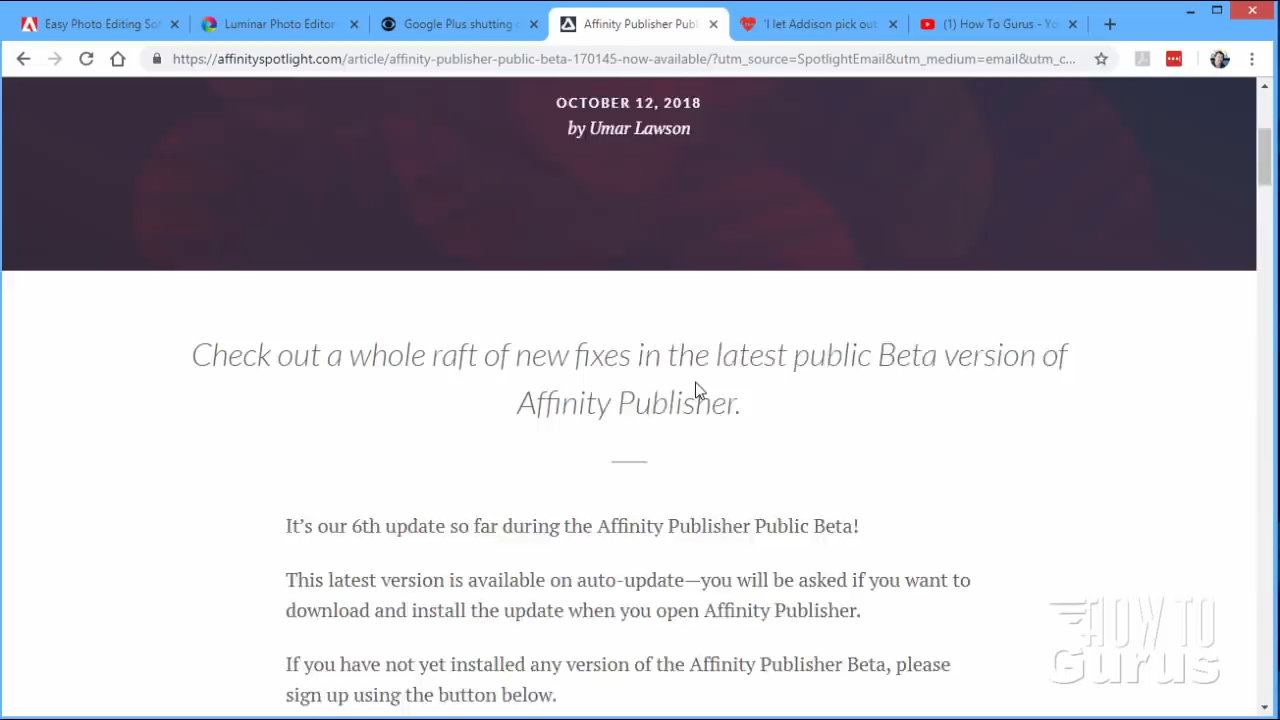 Easy Photo Editing Sof
Luminar Photo Editor
Google Plus shutting
Affinity Publisher Publ
'I let Addison pick out
(1) How To Gurus - Yo
https://affinityspotlight.com/article/affinity-publisher-public-beta-170145-now-available/?utm_source=SpotlightEmail&utm_medium=email&utm_c...
OCTOBER 12, 2018
by Umar Lawson
Check out a whole raft of new fixes in the latest public Beta version of
Affinity Publisher.
It's our 6th update so far during the Affinity Publisher Public Beta!
This latest version is available on auto-update—you will be asked if you want to
download and install the update when you open Affinity Publisher.
If you have not yet installed any version of the Affinity Publisher Beta, please
sign up using the button below.
HOW TO
Gurus